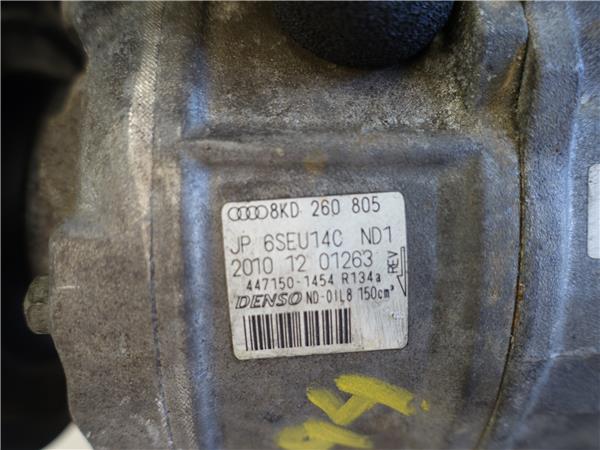 8KD 260 805
JP 6SEU14C ND1
2010 12 01263 REV
447150-1454 R134a
DENSO ND-OIL8 150cm³